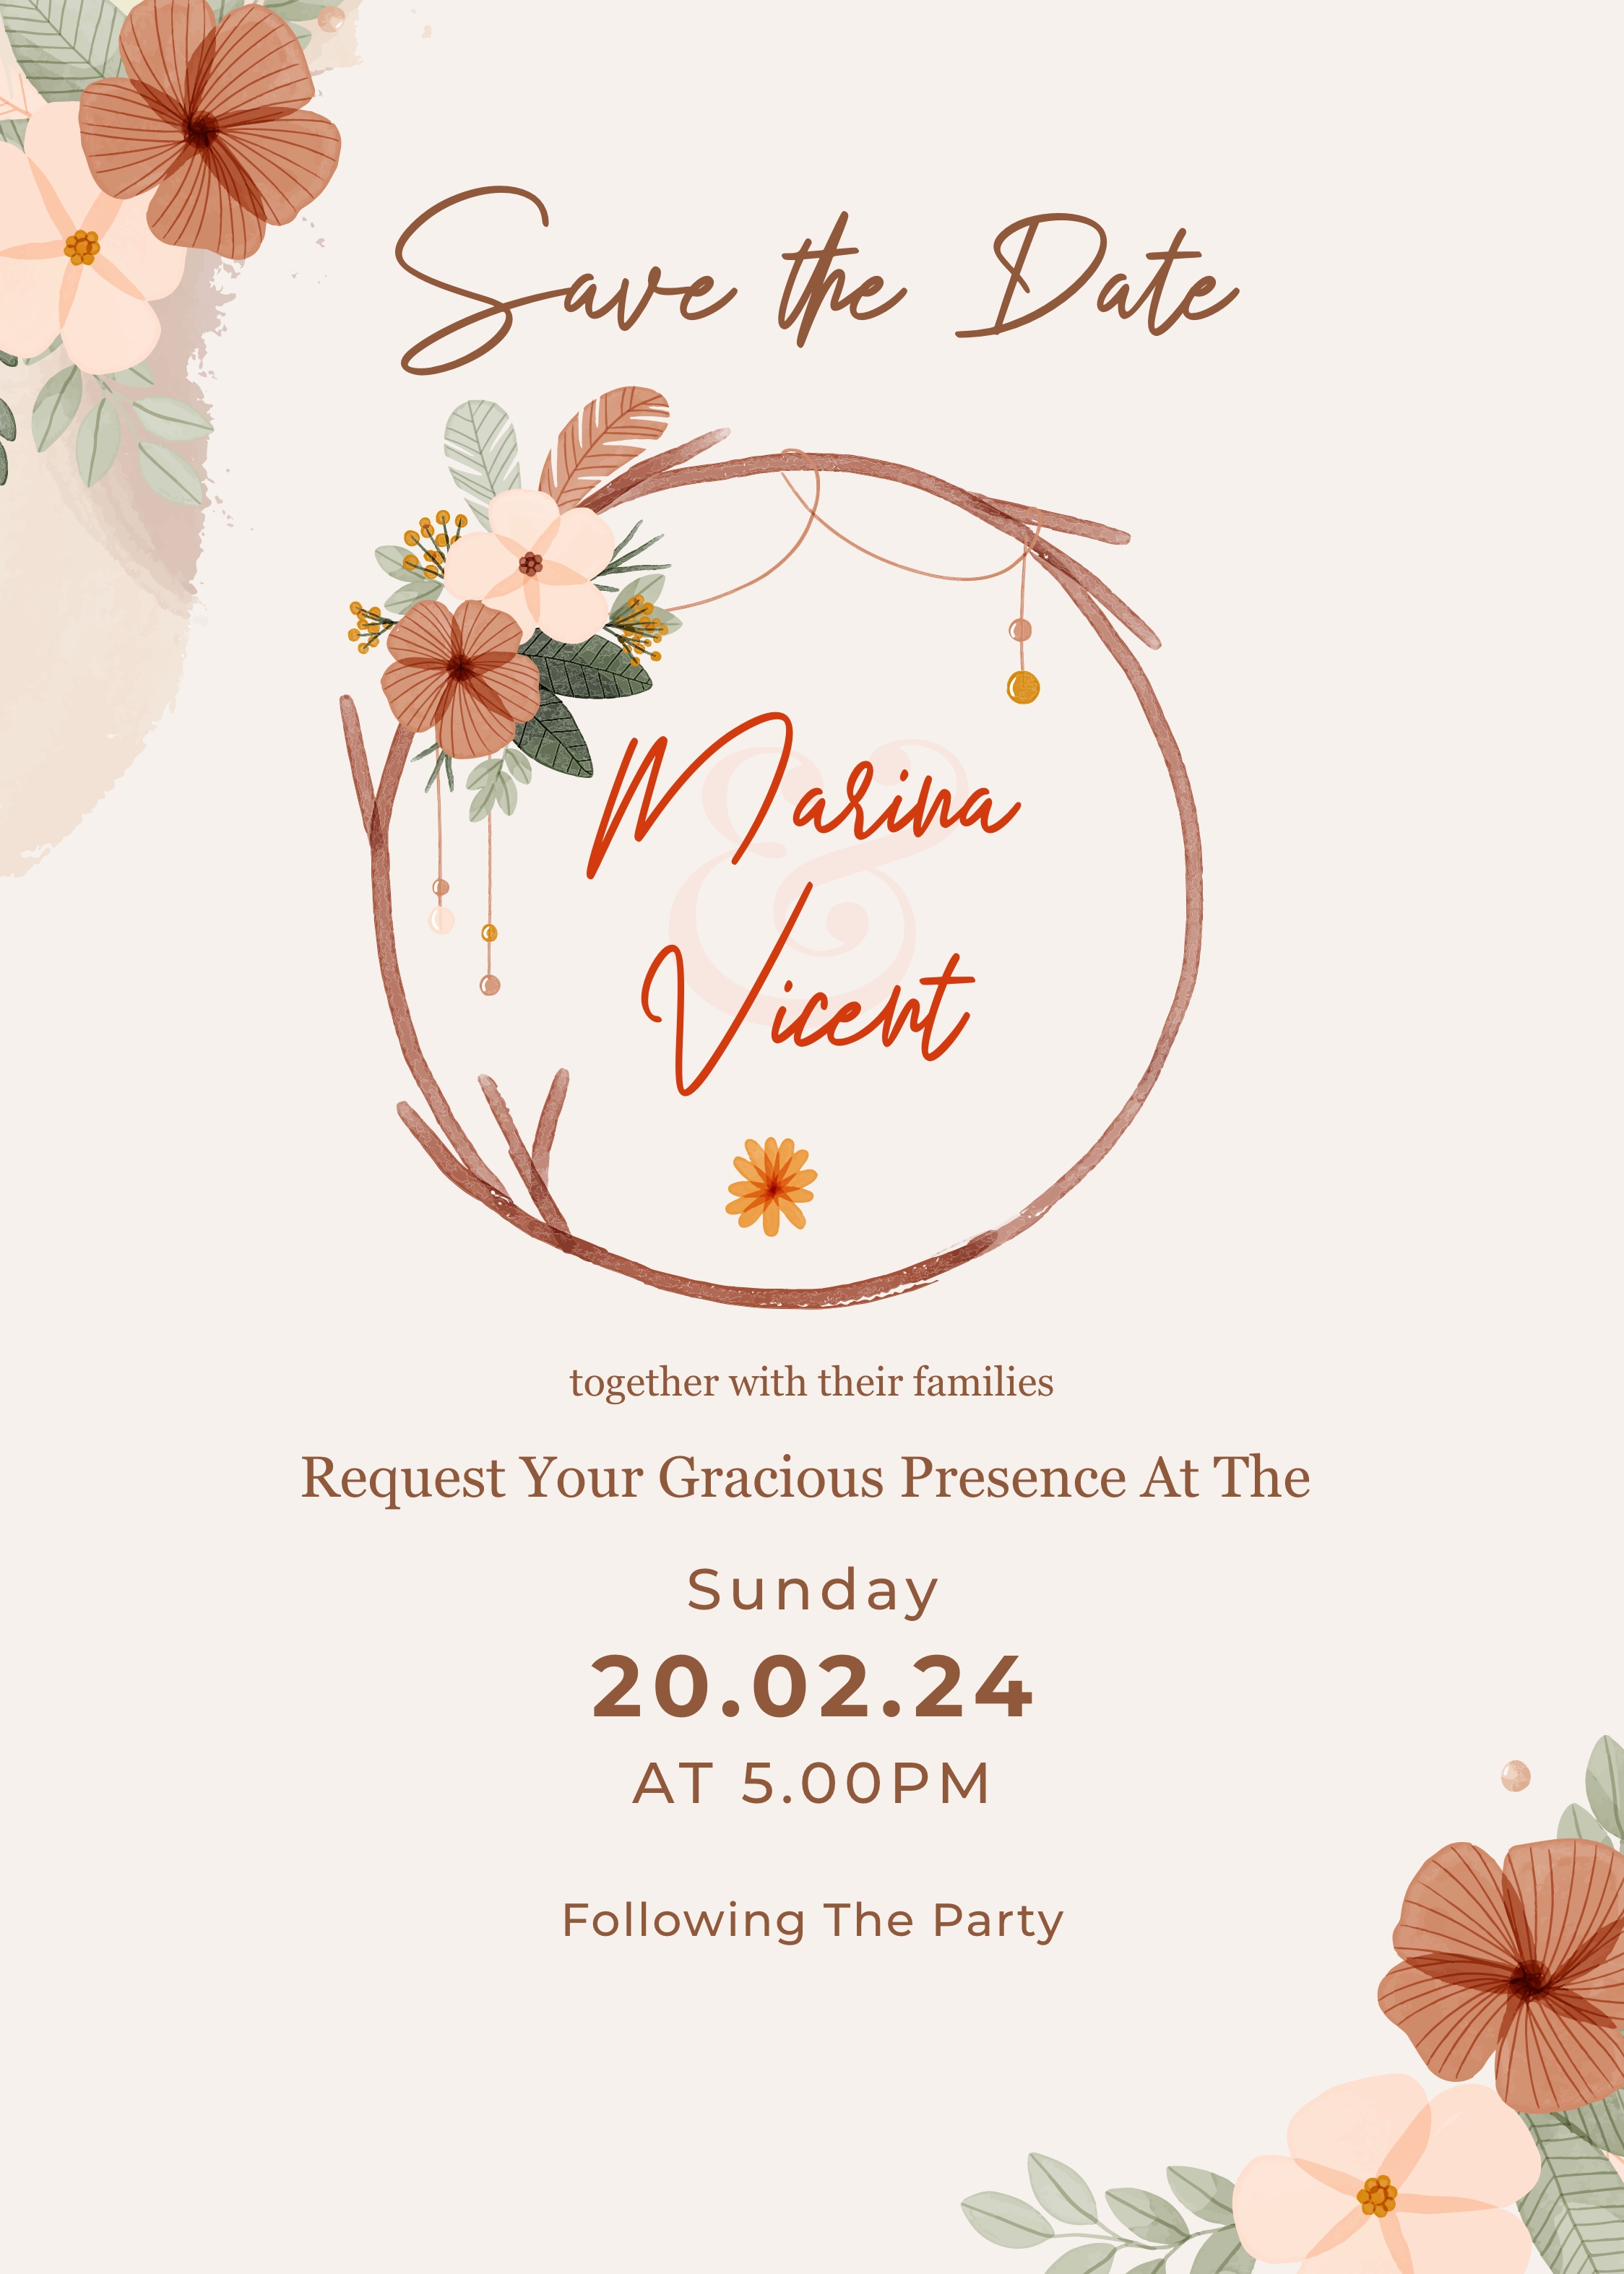 Save the Date
&
Marina
Vicent
together with their families
Request Your Gracious Presence At The
Sunday
20.02.24
AT 5.00PM
Following The Party